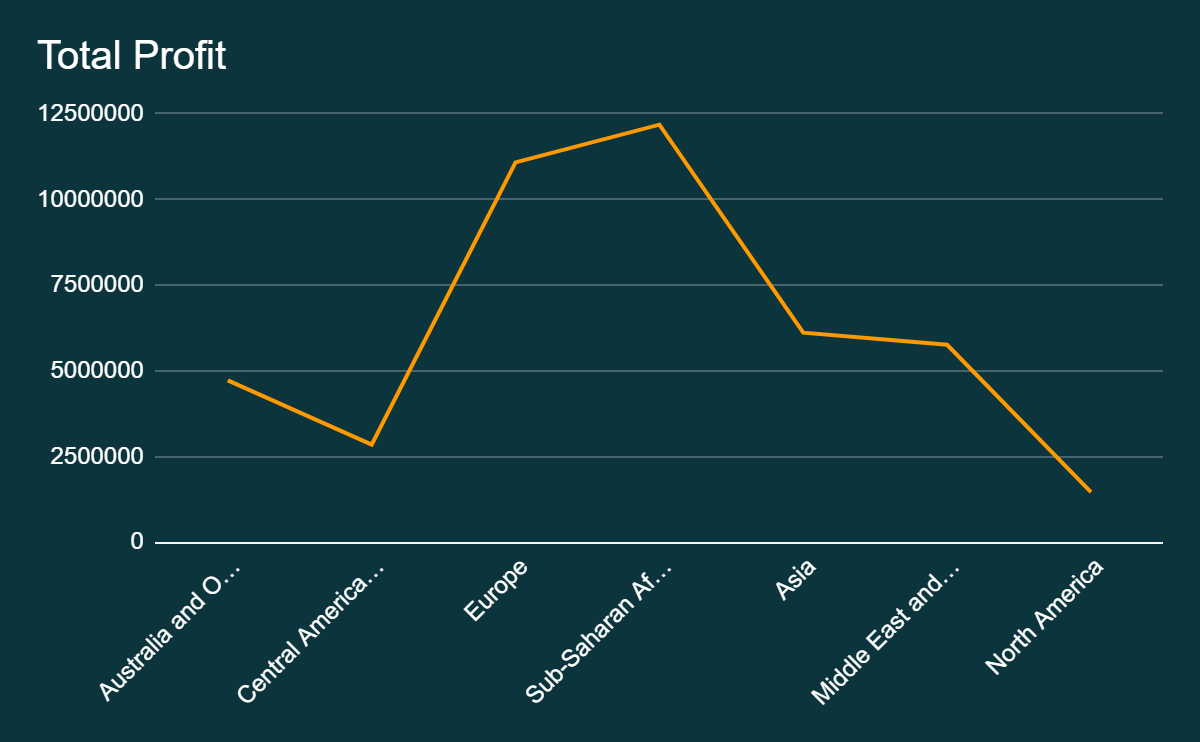 Total Profit
12500000
10000000
7500000
5000000
2500000
0
Australia and O...
Central America...
Europe
Sub-Saharan Af...
Asia
Middle East and...
North America